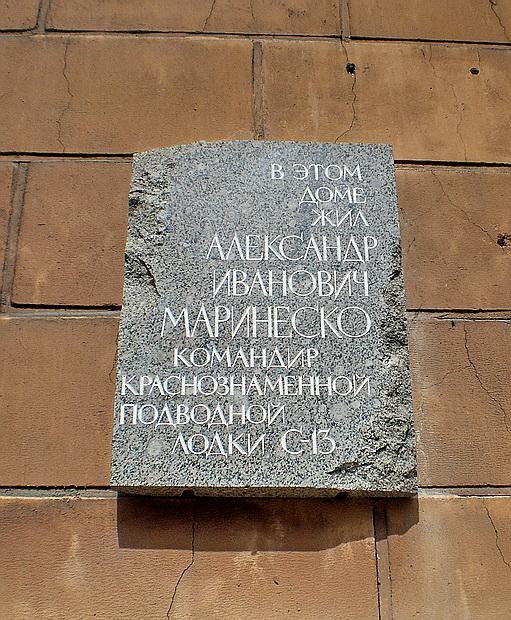 В ЭТОМ
ДОМЕ
ЖИЛ
АЛЕКСАНДР
ИВАНОВИЧ
МАРИНЕСКО
КОМАНДИР
КРАСНОЗНАМЕННОЙ
ПОДВОДНОЙ
ЛОДКИ С-13